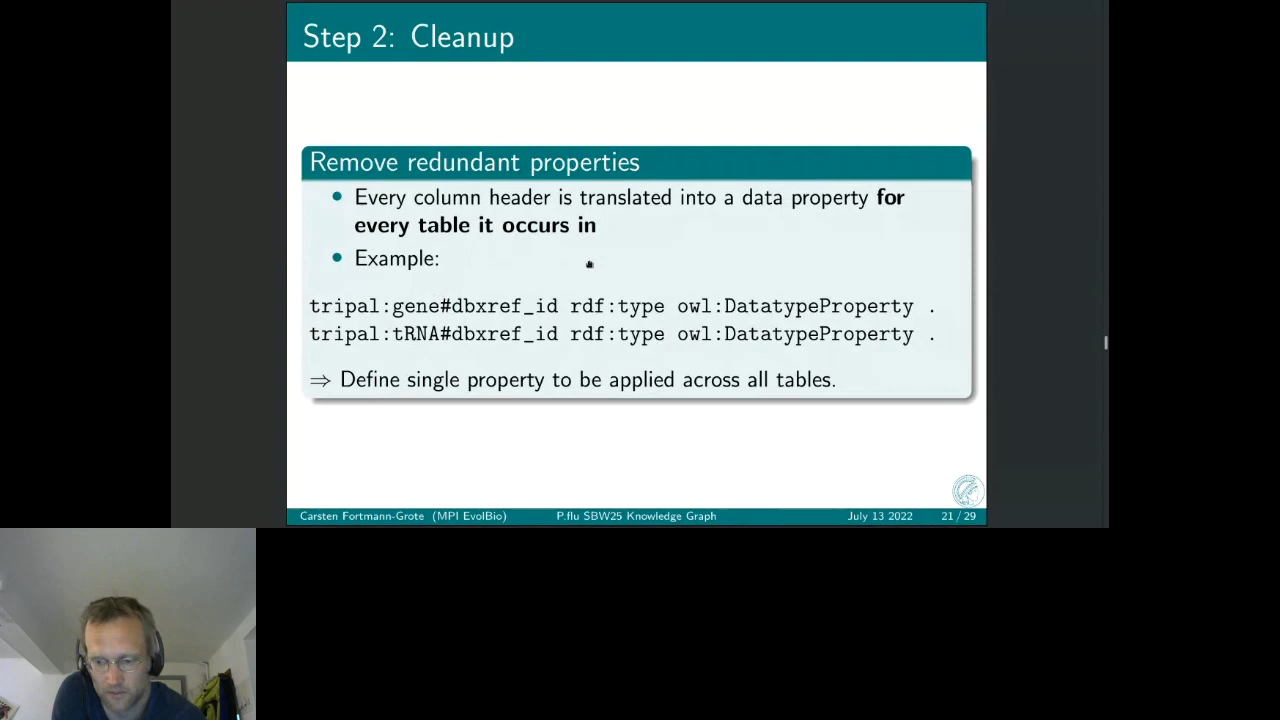 Step 2: Cleanup
Remove redundant properties
• Every column header is translated into a data property for
every table it occurs in
• Example:
tripal:gene#dbxref_id rdf:type owl:DatatypeProperty .
tripal:tRNA#dbxref_id rdf:type owl:DatatypeProperty .
⇒ Define single property to be applied across all tables.
Carsten Fortmann-Grote (MPI EvolBio) P.flu SBW25 Knowledge Graph July 13 2022 21 / 29